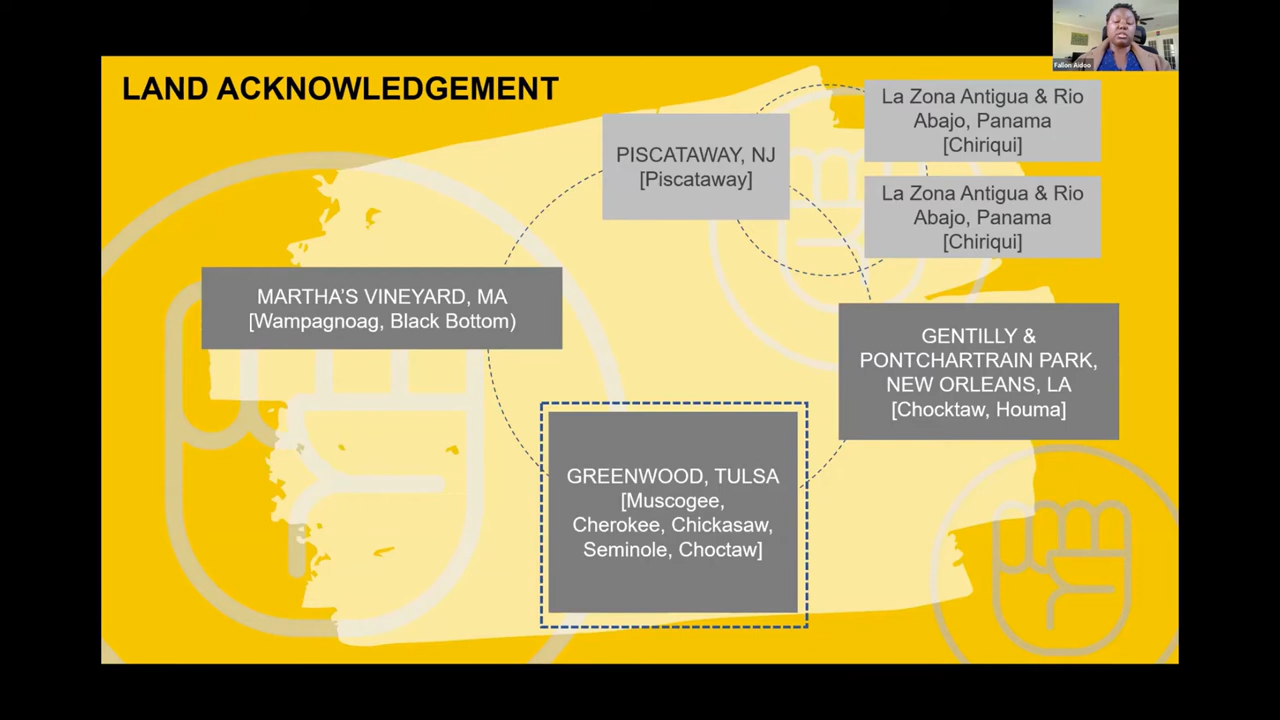 LAND ACKNOWLEDGEMENT
Fallon Aidoo
La Zona Antigua & Rio
Abajo, Panama
[Chiriqui]
PISCATAWAY, NJ
[Piscataway]
La Zona Antigua & Rio
Abajo, Panama
[Chiriqui]
MARTHA'S VINEYARD, MA
[Wampagnoag, Black Bottom)
GENTILLY &
PONTCHARTRAIN PARK,
NEW ORLEANS, LA
[Chocktaw, Houma]
GREENWOOD, TULSA
[Muscogee,
Cherokee, Chickasaw,
Seminole, Choctaw]